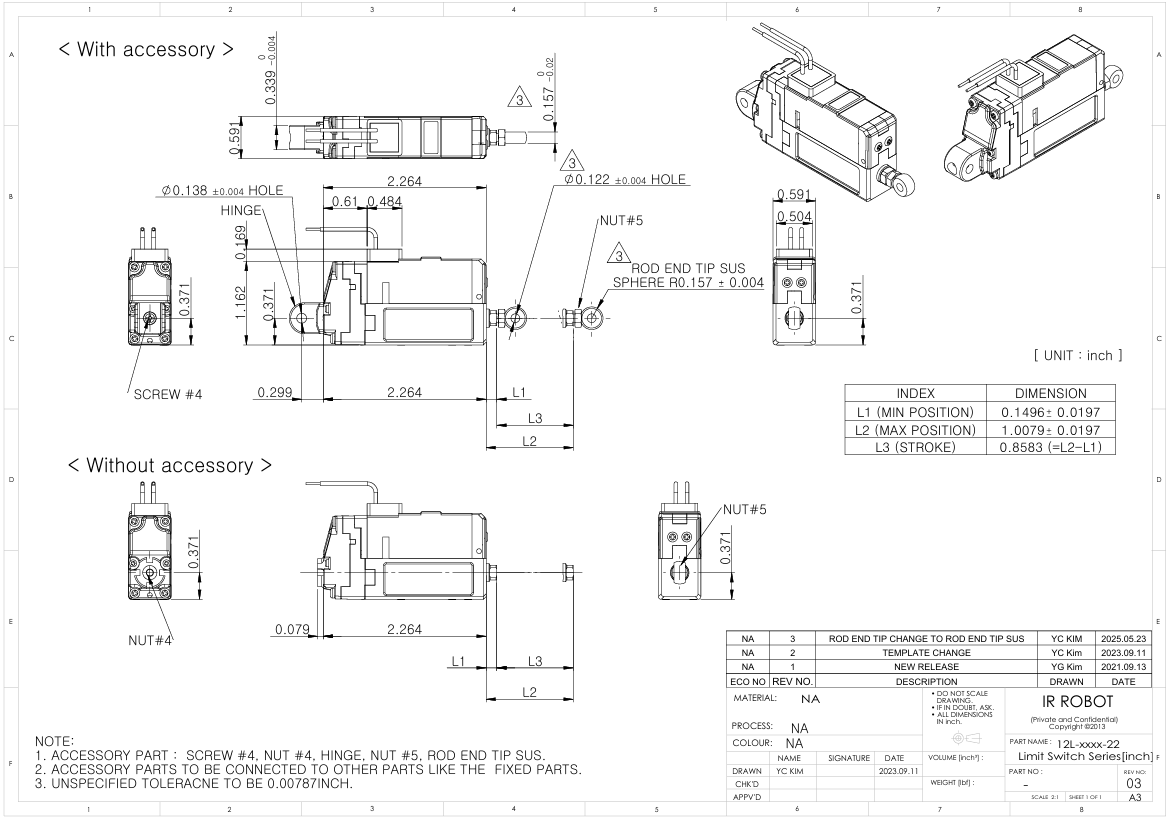 1 2 3 4 5 6 7 8
A
B
C
D
E
F
< With accessory >
0.339 0 -0.004
0.591
3
0.157 0 -0.02
3
∅0.122 ±0.004 HOLE
2.264
∅0.138 ±0.004 HOLE
0.61 0.484
HINGE
NUT#5
0.169
1.162
0.371
0.371
3
ROD END TIP SUS
SPHERE R0.157 ± 0.004
0.591
0.504
0.371
SCREW #4
0.299 2.264 L1
L3
L2
[ UNIT : inch ]
INDEX DIMENSION
L1 (MIN POSITION) 0.1496± 0.0197
L2 (MAX POSITION) 1.0079± 0.0197
L3 (STROKE) 0.8583 (=L2-L1)
< Without accessory >
0.371
NUT#4
0.079 2.264
L1 L3
L2
NUT#5
0.371
NA 3 ROD END TIP CHANGE TO ROD END TIP SUS YC KIM 2025.05.23
NA 2 TEMPLATE CHANGE YC Kim 2023.09.11
NA 1 NEW RELEASE YG Kim 2021.09.13
ECO NO REV NO. DESCRIPTION DRAWN DATE
MATERIAL: NA
PROCESS: NA
COLOUR: NA
NAME SIGNATURE DATE
DRAWN YC KIM 2023.09.11
CHK'D
APPV'D
• DO NOT SCALE
DRAWING.
• IF IN DOUBT, ASK.
• ALL DIMENSIONS
IN inch.
VOLUME (inch³) :
WEIGHT (lbf) :
IR ROBOT
(Private and Confidential)
Copyright ©2013
PART NAME : 12L-xxxx-22
Limit Switch Series[inch]
PART NO : -
REV NO: 03
SCALE 2:1 SHEET 1 OF 1 A3
NOTE:
1. ACCESSORY PART : SCREW #4, NUT #4, HINGE, NUT #5, ROD END TIP SUS.
2. ACCESSORY PARTS TO BE CONNECTED TO OTHER PARTS LIKE THE FIXED PARTS.
3. UNSPECIFIED TOLERACNE TO BE 0.00787INCH.
A
B
C
D
E
F
1 2 3 4 5 6 7 8